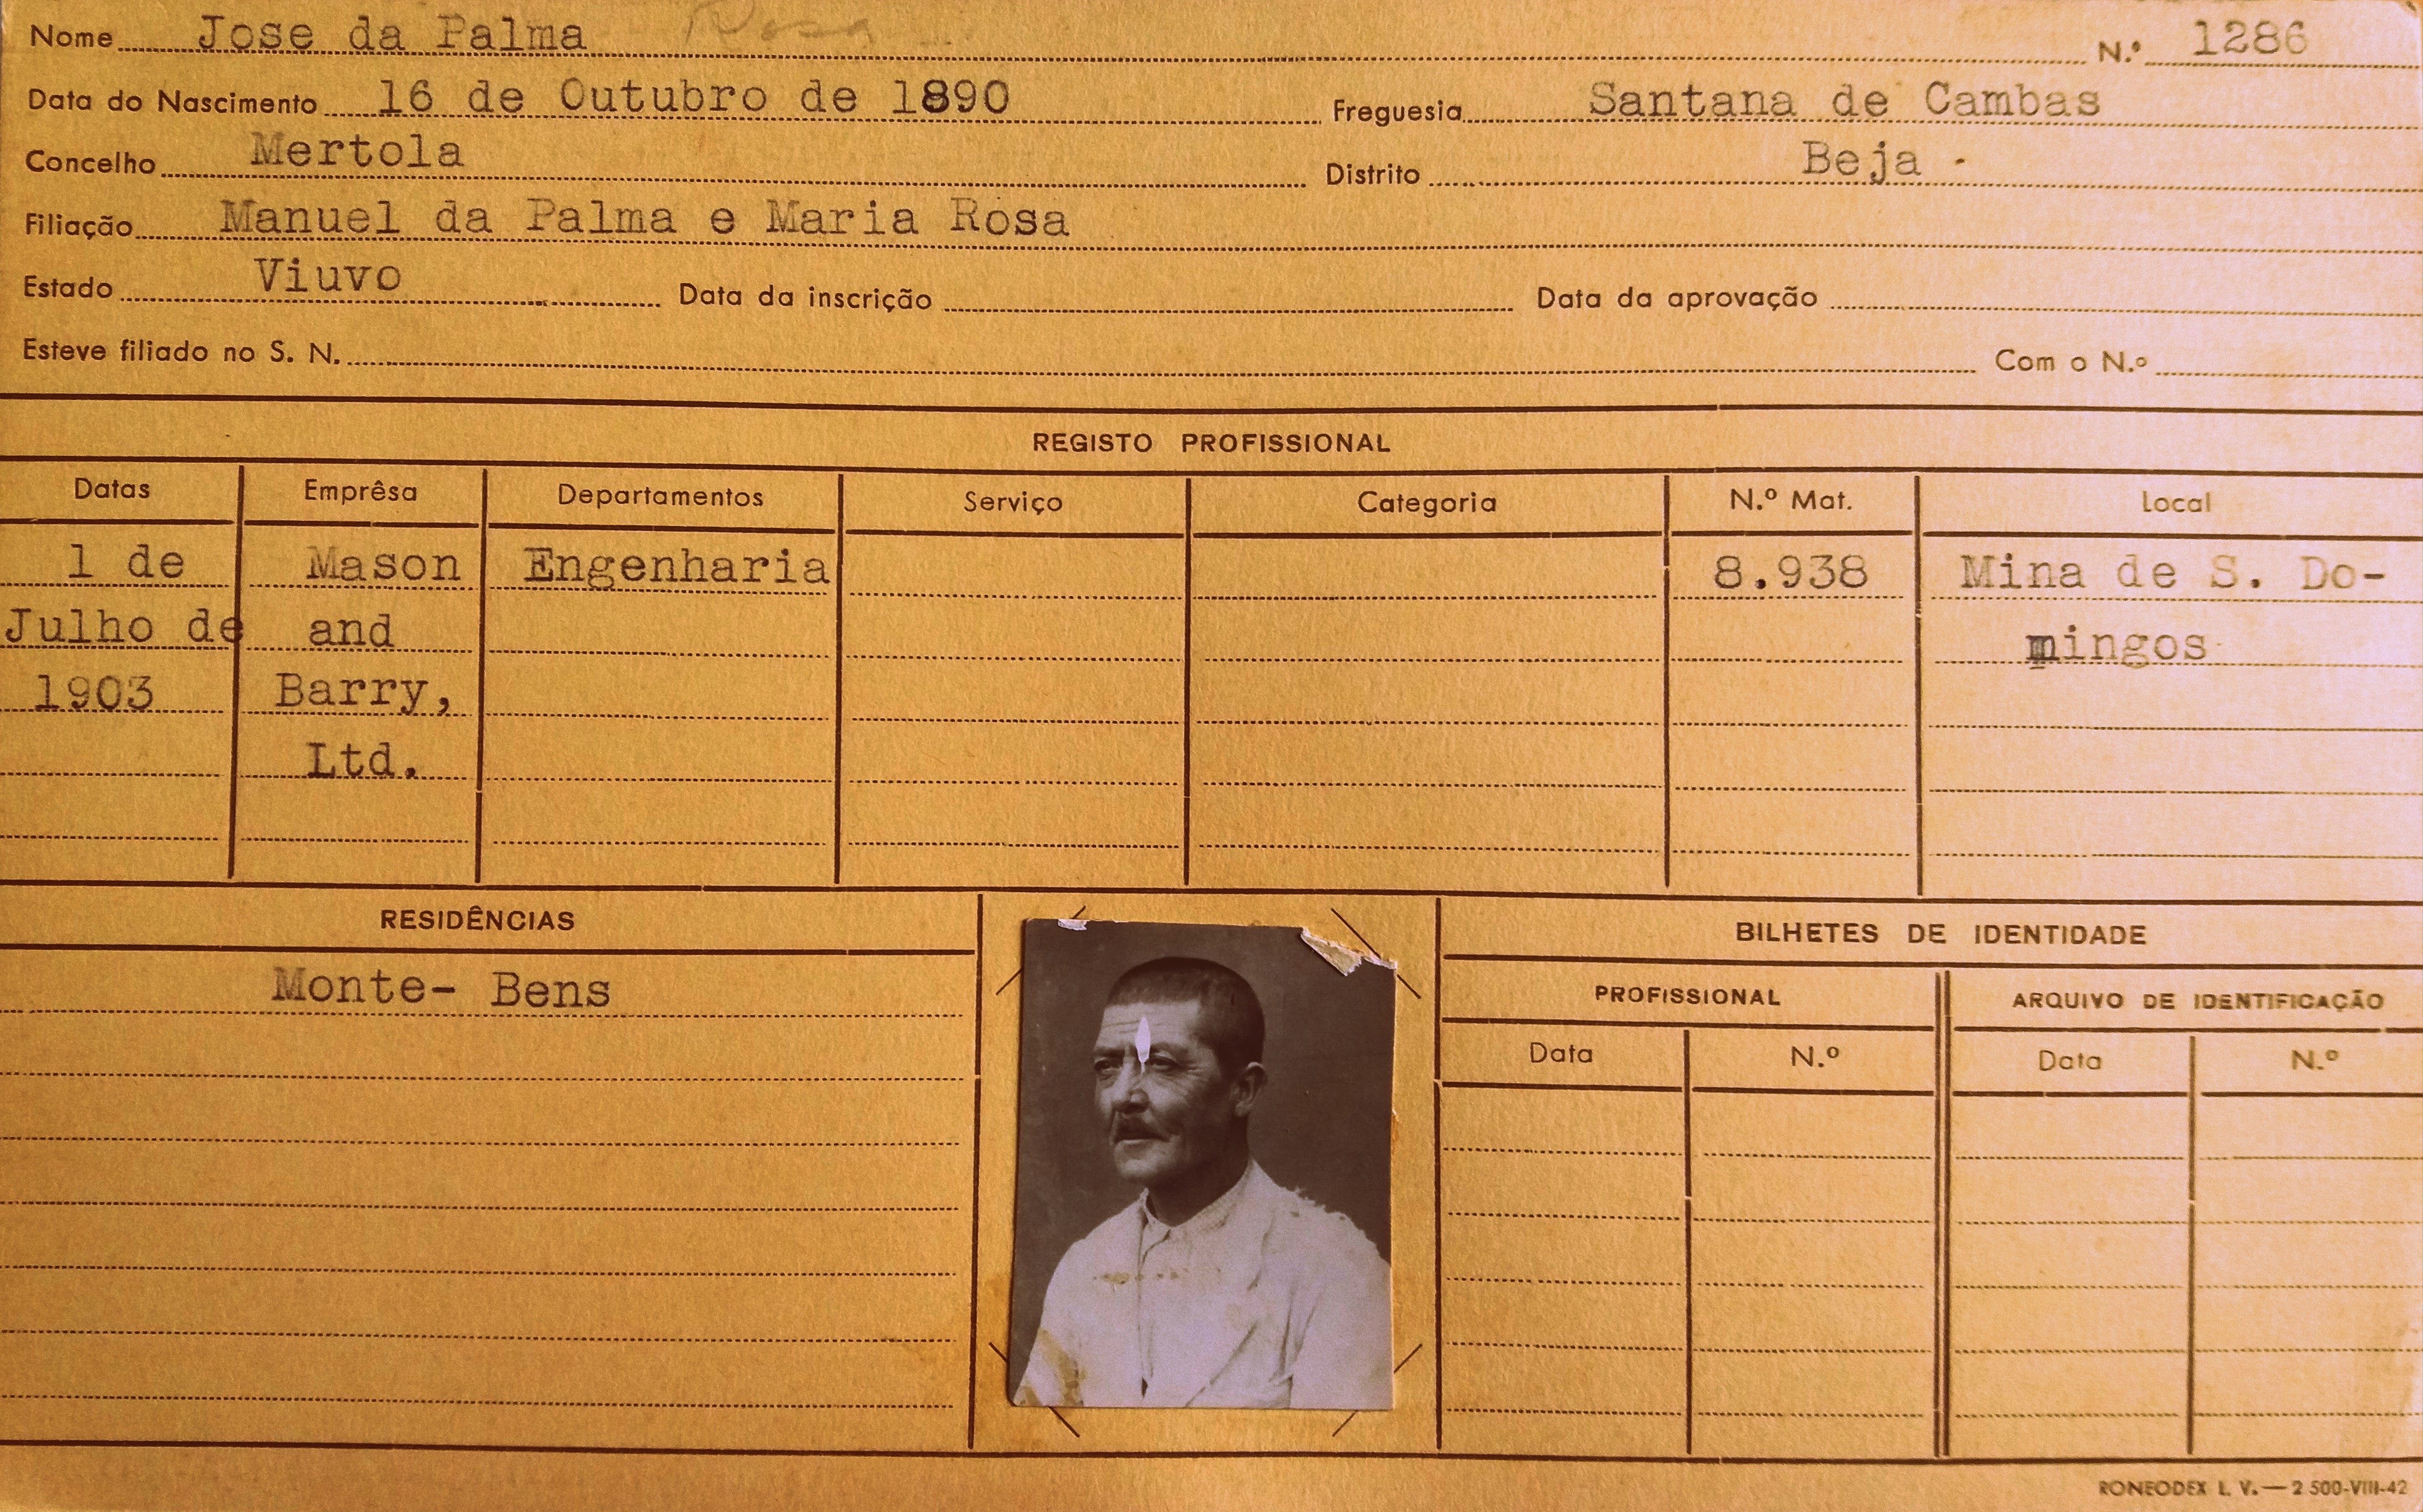 Nome Jose da Palma Rosa N.º 1286
Data do Nascimento 16 de Outubro de 1890 Freguesia Santana de Cambas
Concelho Mertola Distrito Beja
Filiação Manuel da Palma e Maria Rosa
Estado Viuvo Data da inscrição Data da aprovação
Esteve filiado no S. N. Com o N.º
REGISTO PROFISSIONAL
Datas Emprêsa Departamentos Serviço Categoria N.º Mat. Local
1 de Mason Engenharia 8.938 Mina de S. Do-
Julho de and mingos
1903 Barry,
Ltd.
RESIDÊNCIAS
Monte- Bens
BILHETES DE IDENTIDADE
PROFISSIONAL ARQUIVO DE IDENTIFICAÇÃO
Data N.º Data N.º
RONEODEX L. V. — 2 500-VIII-42